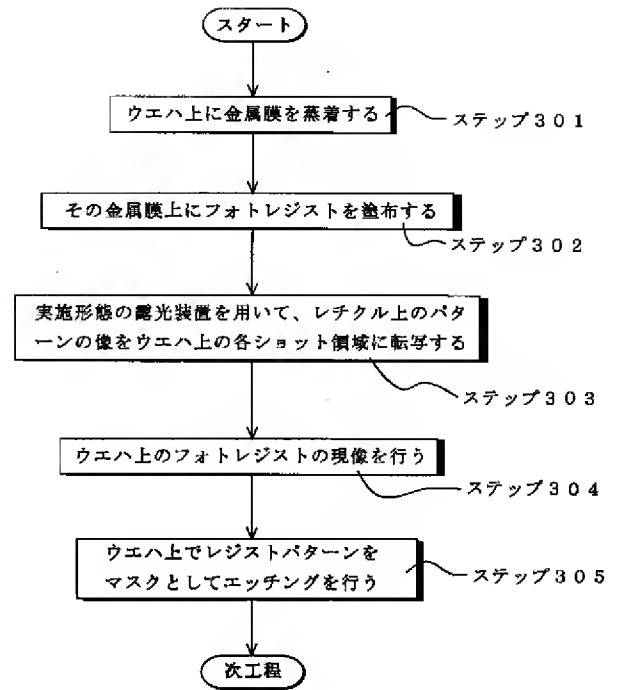 スタート
ウエハ上に金属膜を蒸着する
ステップ301
その金属膜上にフォトレジストを塗布する
ステップ302
実施形態の露光装置を用いて、レチクル上のパタ
ーンの像をウエハ上の各ショット領域に転写する
ステップ303
ウエハ上のフォトレジストの現像を行う
ステップ304
ウエハ上でレジストパターンを
マスクとしてエッチングを行う
ステップ305
次工程